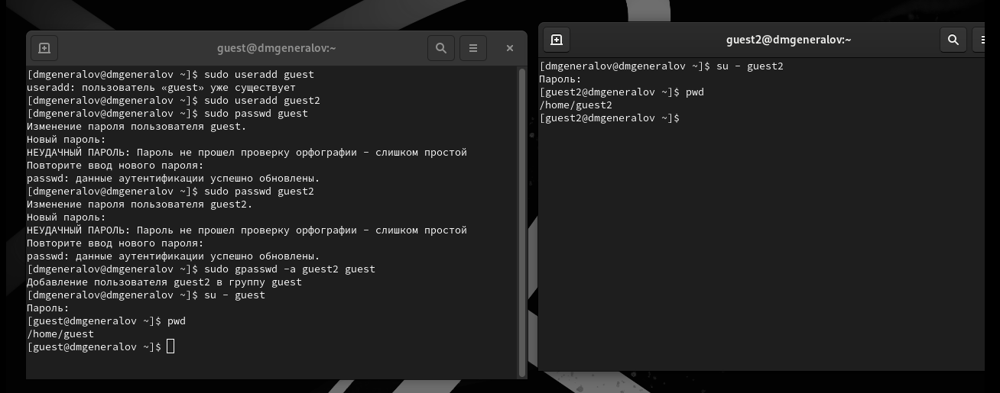 guest@dmgeneralov:~
[dmgeneralov@dmgeneralov ~]$ sudo useradd guest
useradd: пользователь «guest» уже существует
[dmgeneralov@dmgeneralov ~]$ sudo useradd guest2
[dmgeneralov@dmgeneralov ~]$ sudo passwd guest
Изменение пароля пользователя guest.
Новый пароль:
НЕУДАЧНЫЙ ПАРОЛЬ: Пароль не прошел проверку орфографии - слишком простой
Повторите ввод нового пароля:
passwd: данные аутентификации успешно обновлены.
[dmgeneralov@dmgeneralov ~]$ sudo passwd guest2
Изменение пароля пользователя guest2.
Новый пароль:
НЕУДАЧНЫЙ ПАРОЛЬ: Пароль не прошел проверку орфографии - слишком простой
Повторите ввод нового пароля:
passwd: данные аутентификации успешно обновлены.
[dmgeneralov@dmgeneralov ~]$ sudo gpasswd -a guest2 guest
Добавление пользователя guest2 в группу guest
[dmgeneralov@dmgeneralov ~]$ su - guest
Пароль:
[guest@dmgeneralov ~]$ pwd
/home/guest
[guest@dmgeneralov ~]$
guest2@dmgeneralov:~
[dmgeneralov@dmgeneralov ~]$ su - guest2
Пароль:
[guest2@dmgeneralov ~]$ pwd
/home/guest2
[guest2@dmgeneralov ~]$